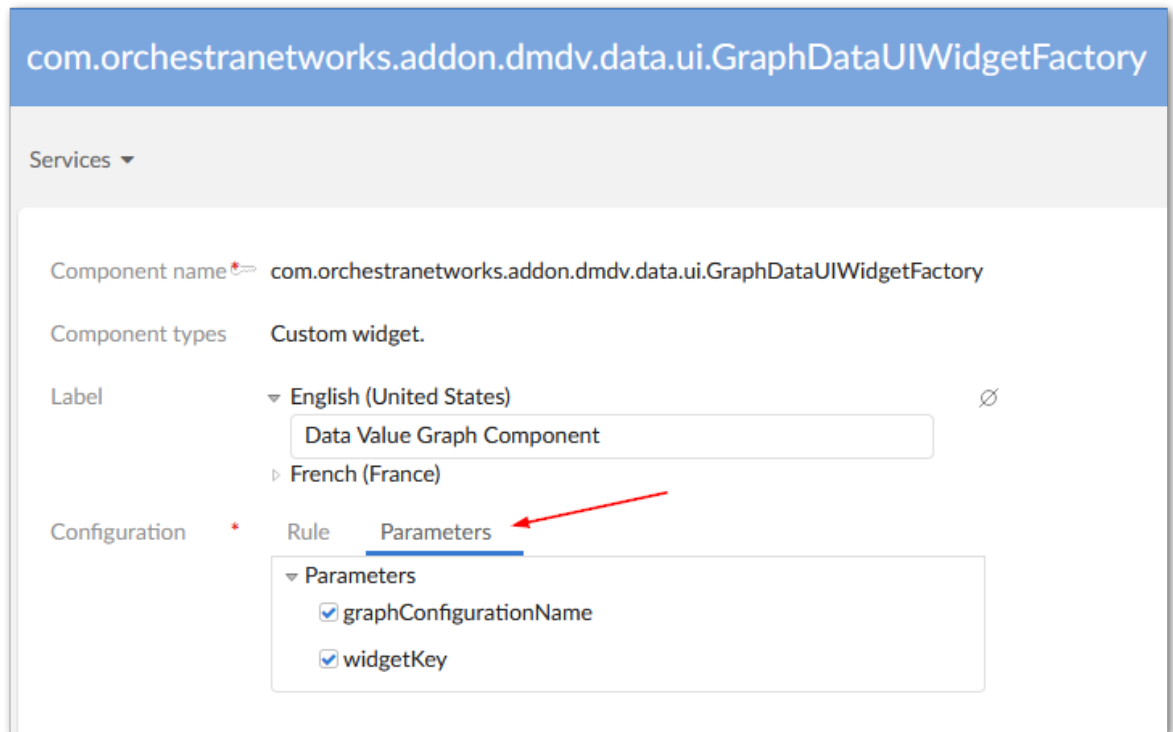 com.orchestranetworks.addon.dmdv.data.ui.GraphDataUIWidgetFactory
Services
Component name com.orchestranetworks.addon.dmdv.data.ui.GraphDataUIWidgetFactory
Component types Custom widget.
Label English (United States)
Data Value Graph Component
French (France)
Configuration * Rule Parameters
Parameters
graphConfigurationName
widgetKey